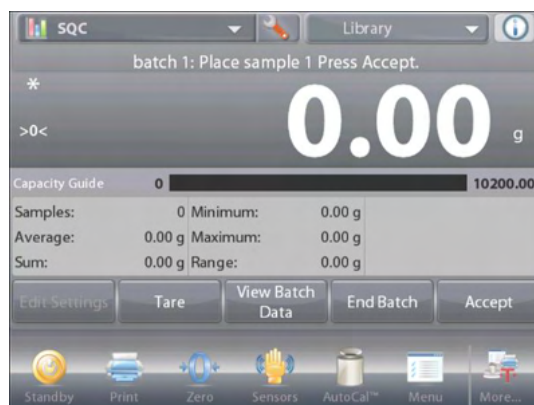 SQC Library
batch 1: Place sample 1 Press Accept.
*
>0< 0.00 g
Capacity Guide 0 10200.00
Samples: 0 Minimum: 0.00 g
Average: 0.00 g Maximum: 0.00 g
Sum: 0.00 g Range: 0.00 g
Edit Settings Tare View Batch Data End Batch Accept
Standby Print Zero Sensors AutoCal™ Menu More...